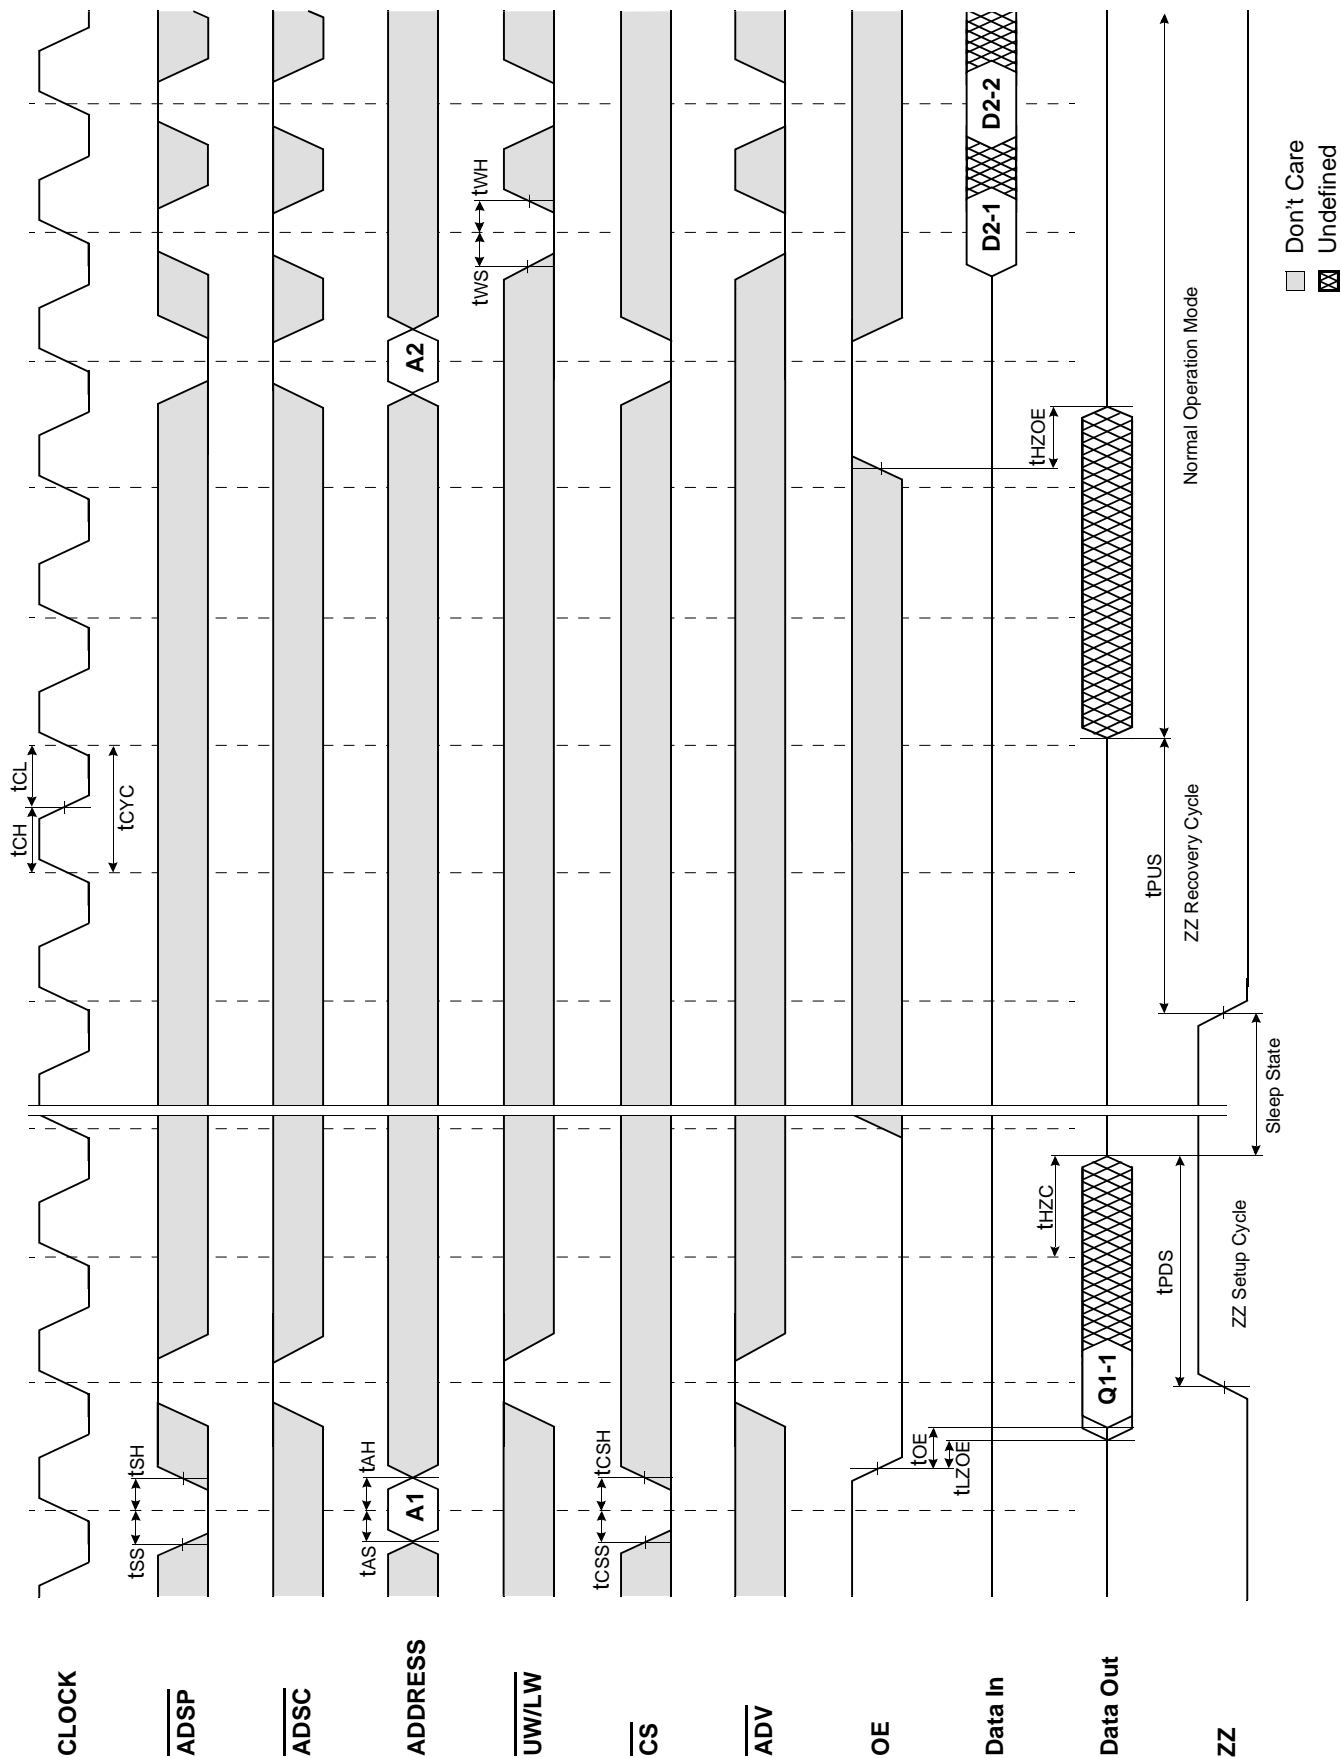 CLOCK
tCH
tCL
tCYC
ADSP
tSS
tSH
ADSC
ADDRESS
tAS
tAH
A1
A2
UW/LW
tWS
tWH
CS
tCSS
tCSH
ADV
OE
tOE
tLZOE
Data In
D2-1
D2-2
tHZC
tHZOE
Data Out
Q1-1
tPDS
tPUS
ZZ Setup Cycle
ZZ Recovery Cycle
Normal Operation Mode
ZZ
Sleep State
Don't Care
Undefined